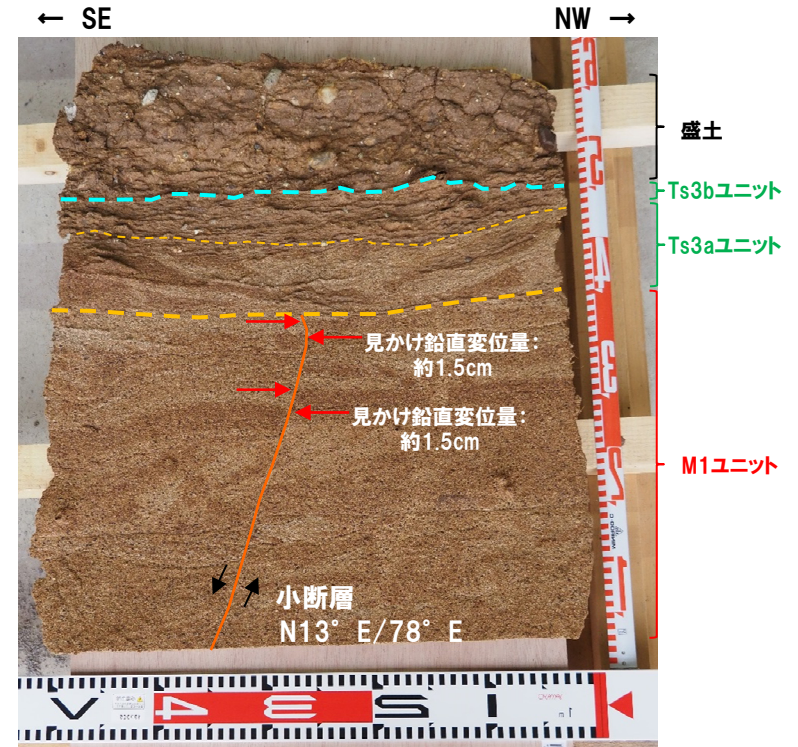 ← SE
NW →
盛土
Ts3bユニット
Ts3aユニット
見かけ鉛直変位量：
約1.5cm
見かけ鉛直変位量：
約1.5cm
M1ユニット
小断層
N13°E/78°E